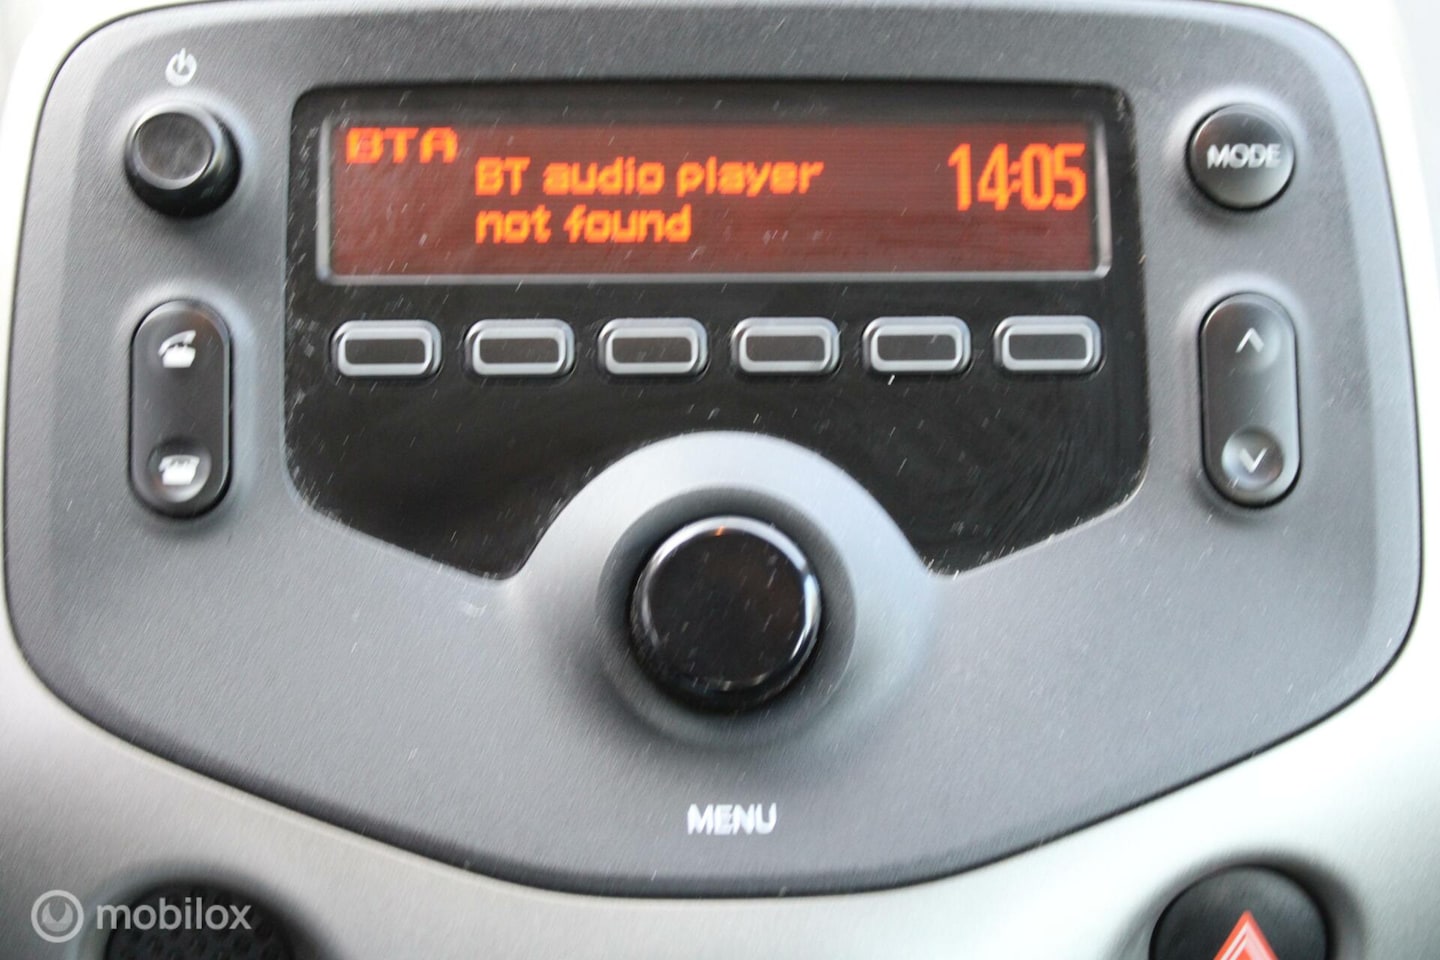 BTA
BT audio player
not found
14:05
MODE
MENU
mobilox